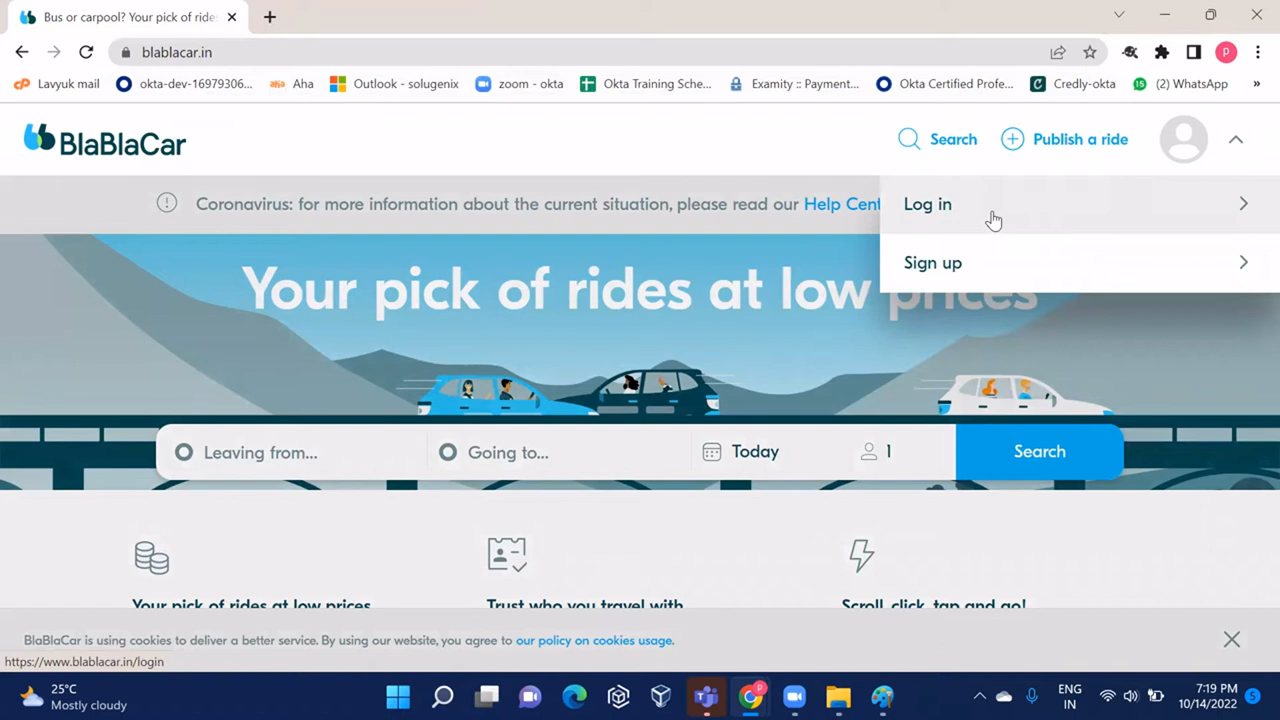 Bus or carpool? Your pick of ride
blablacar.in
P
cP Lavyuk mail
okta-dev-16979306...
aha Aha
Outlook - solugenix
zoom - okta
Okta Training Sche...
Examity :: Payment...
Okta Certified Profe...
C Credly-okta
(2) WhatsApp
»
BlaBlaCar
Search
Publish a ride
Coronavirus: for more information about the current situation, please read our Help Cent
Log in
Sign up
Your pick of rides at low prices
Leaving from...
Going to...
Today
1
Search
Your pick of rides at low prices
Trust who you travel with
Scroll, click, tap and go!
BlaBlaCar is using cookies to deliver a better service. By using our website, you agree to our policy on cookies usage.
https://www.blablacar.in/login
25°C
Mostly cloudy
P
ENG
IN
7:19 PM
10/14/2022
5